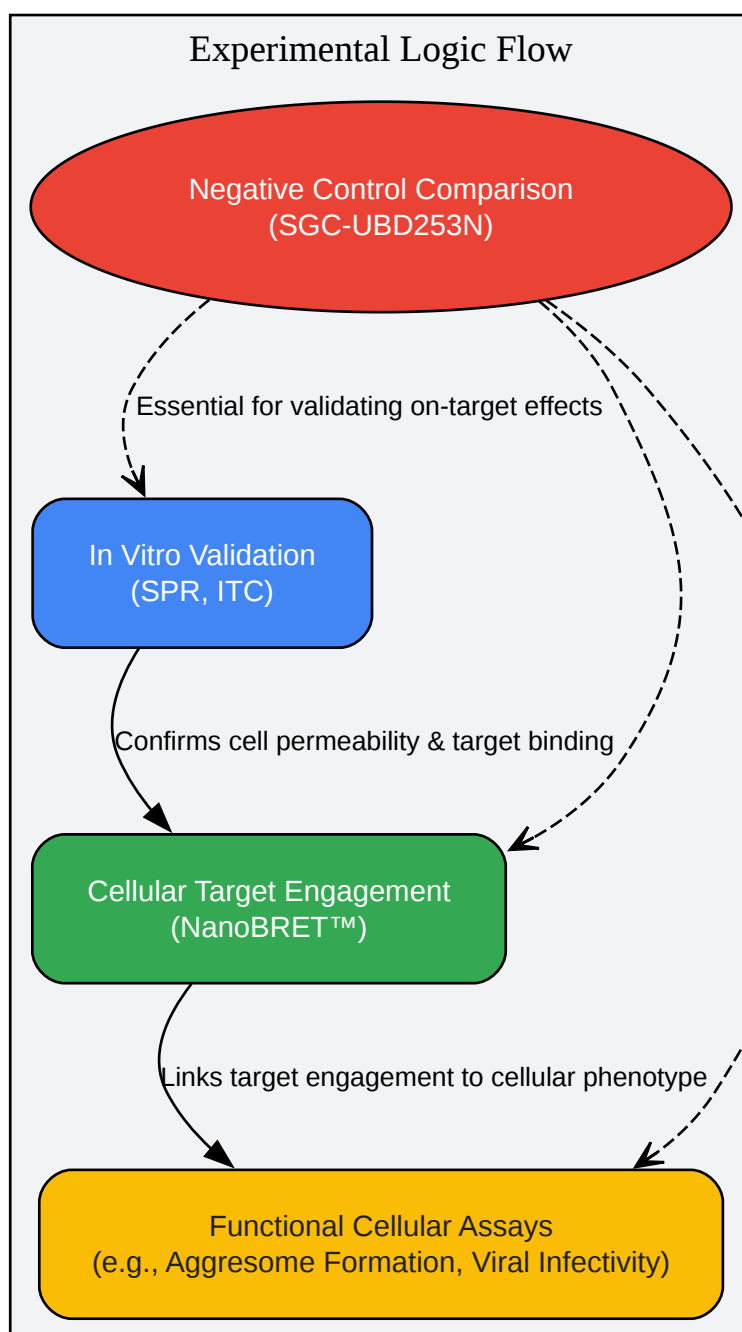 Experimental Logic Flow
Negative Control Comparison
(SGC-UBD253N)
Essential for validating on-target effects
In Vitro Validation
(SPR, ITC)
Confirms cell permeability & target binding
Cellular Target Engagement
(NanoBRET™)
Links target engagement to cellular phenotype
Functional Cellular Assays
(e.g., Aggresome Formation, Viral Infectivity)